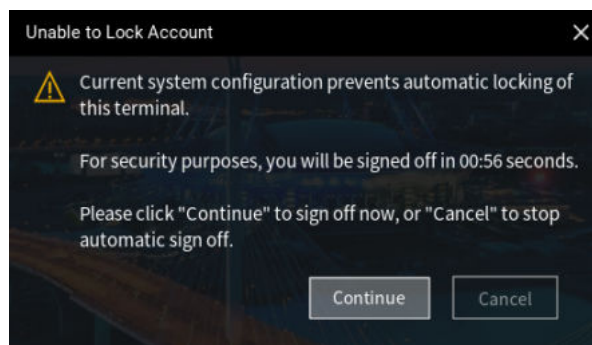 Unable to Lock Account
Current system configuration prevents automatic locking of
this terminal.
For security purposes, you will be signed off in 00:56 seconds.
Please click "Continue" to sign off now, or "Cancel" to stop
automatic sign off.
Continue
Cancel